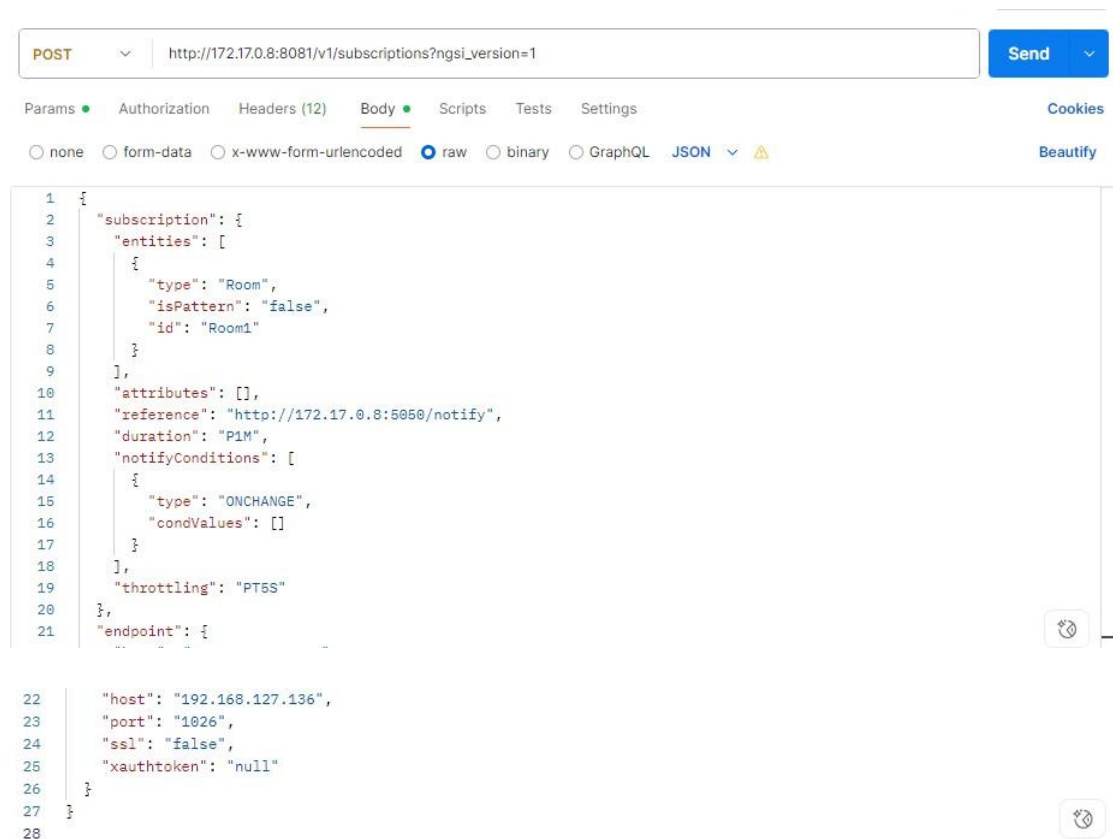 POST http://172.17.0.8:8081/v1/subscriptions?ngsi_version=1 Send
Params Authorization Headers (12) Body Scripts Tests Settings Cookies
none form-data x-www-form-urlencoded raw binary GraphQL JSON Beautify
1 {
2 "subscription": {
3 "entities": [
4 {
5 "type": "Room",
6 "isPattern": "false",
7 "id": "Room1"
8 }
9 ],
10 "attributes": [],
11 "reference": "http://172.17.0.8:5050/notify",
12 "duration": "P1M",
13 "notifyConditions": [
14 {
15 "type": "ONCHANGE",
16 "condValues": []
17 }
18 ],
19 "throttling": "PT5S"
20 },
21 "endpoint": {
22 "host": "192.168.127.136",
23 "port": "1026",
24 "ssl": "false",
25 "xauthtoken": "null"
26 }
27 }
28